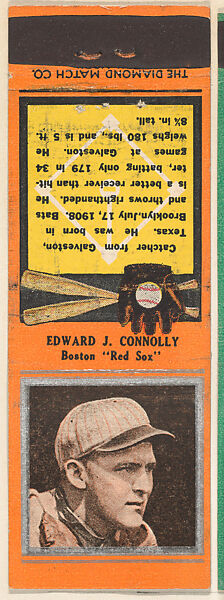 THE DIAMOND MATCH CO.
Catcher from Galveston,
Texas. He was born in
Brooklyn July 17, 1908. Bats
and throws righthanded. He
is a better receiver than hit-
ter, batting only 179 in 34
games at Galveston. He
weighs 180 lbs., and is 5 ft.
8¾ in. tall.
EDWARD J. CONNOLLY
Boston "Red Sox"